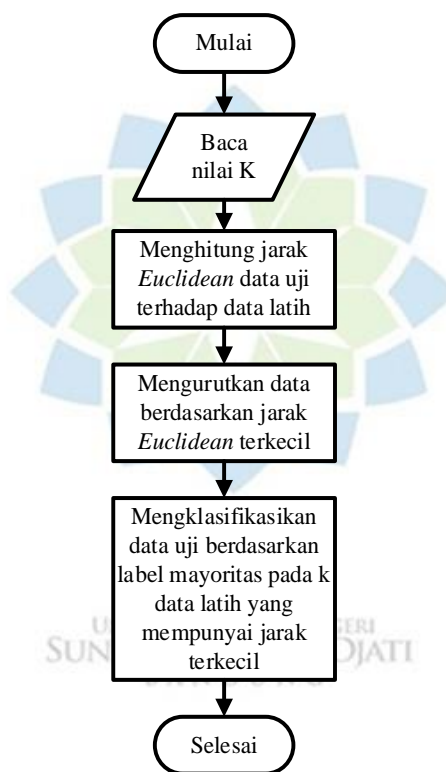 Mulai
Baca
nilai K
Menghitung jarak
Euclidean data uji
terhadap data latih
Mengurutkan data
berdasarkan jarak
Euclidean terkecil
Mengklasifikasikan
data uji berdasarkan
label mayoritas pada k
data latih yang
mempunyai jarak
terkecil
Selesai